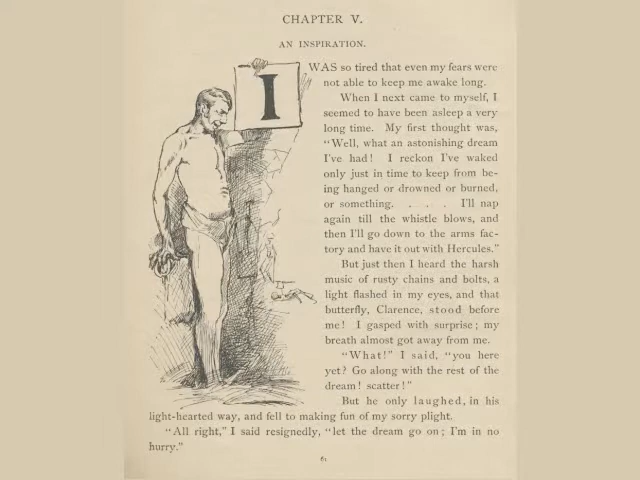 CHAPTER V.
AN INSPIRATION.
I WAS so tired that even my fears were
not able to keep me awake long.
When I next came to myself, I
seemed to have been asleep a very
long time. My first thought was,
"Well, what an astonishing dream
I've had! I reckon I've waked
only just in time to keep from be-
ing hanged or drowned or burned,
or something. . . . I'll nap
again till the whistle blows, and
then I'll go down to the arms fac-
tory and have it out with Hercules."
But just then I heard the harsh
music of rusty chains and bolts, a
light flashed in my eyes, and that
butterfly, Clarence, stood before
me! I gasped with surprise; my
breath almost got away from me.
"What!" I said, "you here
yet? Go along with the rest of the
dream! scatter!"
But he only laughed, in his
light-hearted way, and fell to making fun of my sorry plight.
"All right," I said resignedly, "let the dream go on; I'm in no
hurry."
61